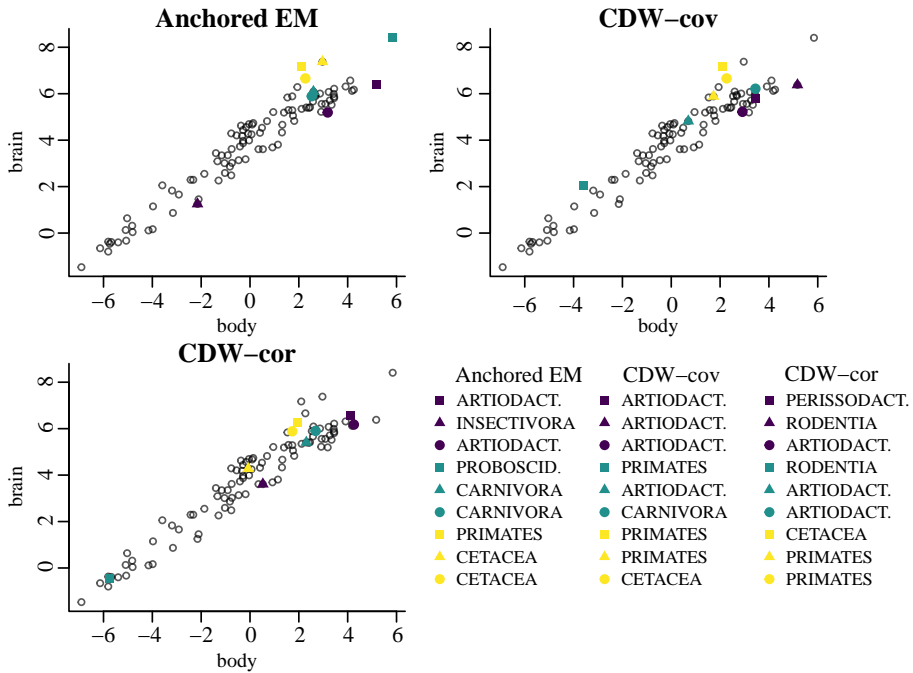 Anchored EM
8
6
4
2
0
brain
−6 −4 −2 0 2 4 6
body
CDW−cov
8
6
4
2
0
brain
−6 −4 −2 0 2 4 6
body
CDW−cor
8
6
4
2
0
brain
−6 −4 −2 0 2 4 6
body
Anchored EM CDW−cov CDW−cor
ARTIODACT. ARTIODACT. PERISSODACT.
INSECTIVORA ARTIODACT. RODENTIA
ARTIODACT. ARTIODACT. ARTIODACT.
PROBOSCID. PRIMATES RODENTIA
CARNIVORA ARTIODACT. ARTIODACT.
CARNIVORA CARNIVORA ARTIODACT.
PRIMATES PRIMATES CETACEA
CETACEA PRIMATES PRIMATES
CETACEA CETACEA PRIMATES